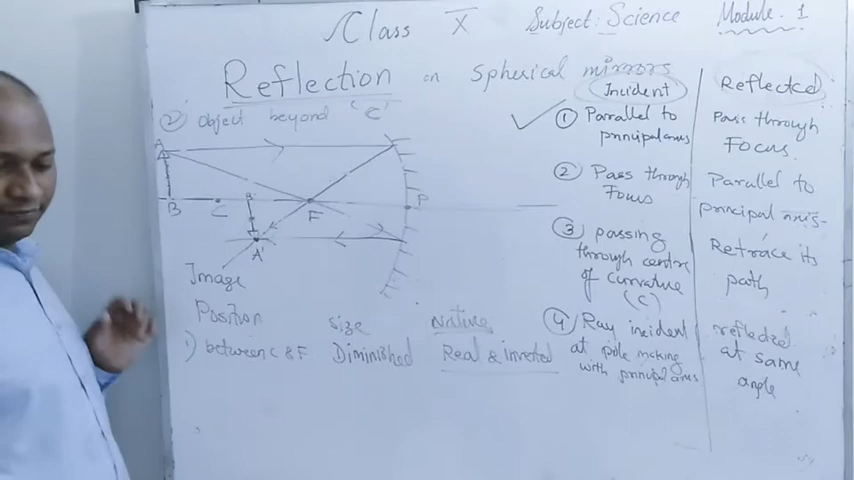 Class X Subject: Science Module. 1
Reflection on Spherical mirrors
② object beyond 'C'
A
B C F P
A'
Image
Position Size Nature
1) between C & F Diminished Real & inverted
Incident Reflected
① Parallel to principal axis Pass through Focus.
② Pass through Focus Parallel to principal axis-
③ passing through centre of curvature (C) Retrace its path
④ Ray incident at pole making with principal axis reflected at same angle